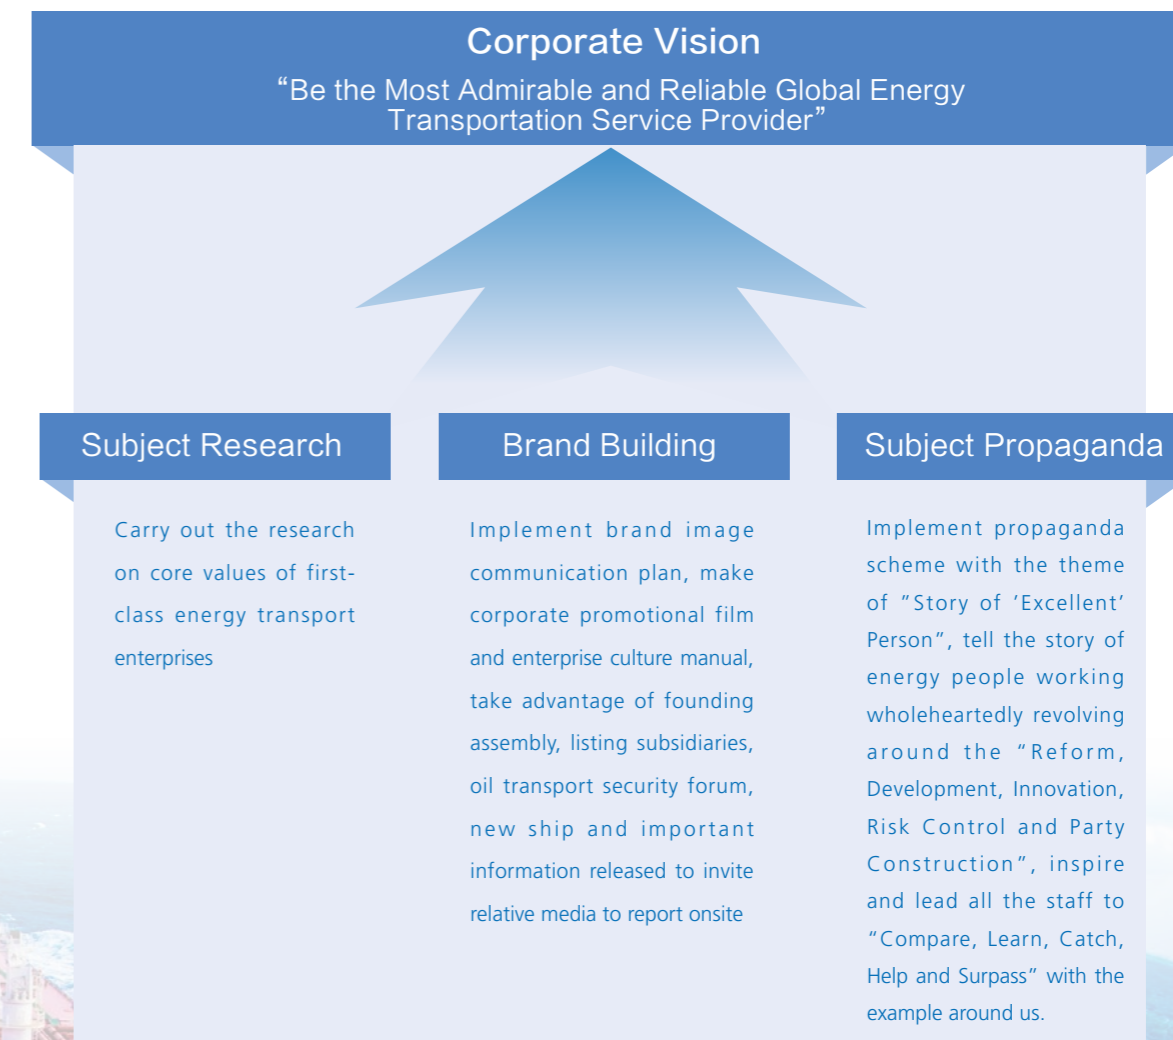 Corporate Vision
“Be the Most Admirable and Reliable Global Energy
Transportation Service Provider”
Subject Research
Carry out the research
on core values of first-
class energy transport
enterprises
Brand Building
Implement brand image
communication plan, make
corporate promotional film
and enterprise culture manual,
take advantage of founding
assembly, listing subsidiaries,
oil transport security forum,
new ship and important
information released to invite
relative media to report onsite
Subject Propaganda
Implement propaganda
scheme with the theme
of ”Story of ’Excellent’
Person”, tell the story of
energy people working
wholeheartedly revolving
around the “Reform,
Development, Innovation,
Risk Control and Party
Construction”, inspire
and lead all the staff to
“Compare, Learn, Catch,
Help and Surpass” with the
example around us.